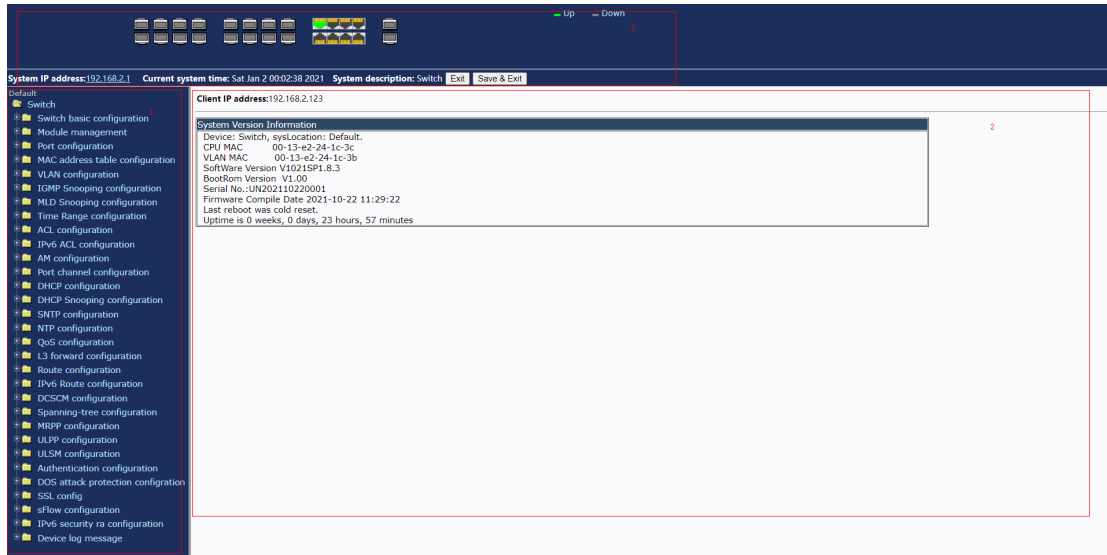 Up Down
3
System IP address:192.168.2.1 Current system time: Sat Jan 2 00:02:38 2021 System description: Switch Exit Save & Exit
Default
Switch
1
Switch basic configuration
Module management
Port configuration
MAC address table configuration
VLAN configuration
IGMP Snooping configuration
MLD Snooping configuration
Time Range configuration
ACL configuration
IPv6 ACL configuration
AM configuration
Port channel configuration
DHCP configuration
DHCP Snooping configuration
SNTP configuration
NTP configuration
QoS configuration
L3 forward configuration
Route configuration
IPv6 Route configuration
DCSCM configuration
Spanning-tree configuration
MRPP configuration
ULPP configuration
ULSM configuration
Authentication configuration
DOS attack protection configration
SSL config
sFlow configuration
IPv6 security ra configuration
Device log message
Client IP address:192.168.2.123
2
System Version Information
Device: Switch, sysLocation: Default.
CPU MAC 00-13-e2-24-1c-3c
VLAN MAC 00-13-e2-24-1c-3b
SoftWare Version V1021SP1.8.3
BootRom Version V1.00
Serial No.:UN202110220001
Firmware Compile Date 2021-10-22 11:29:22
Last reboot was cold reset.
Uptime is 0 weeks, 0 days, 23 hours, 57 minutes